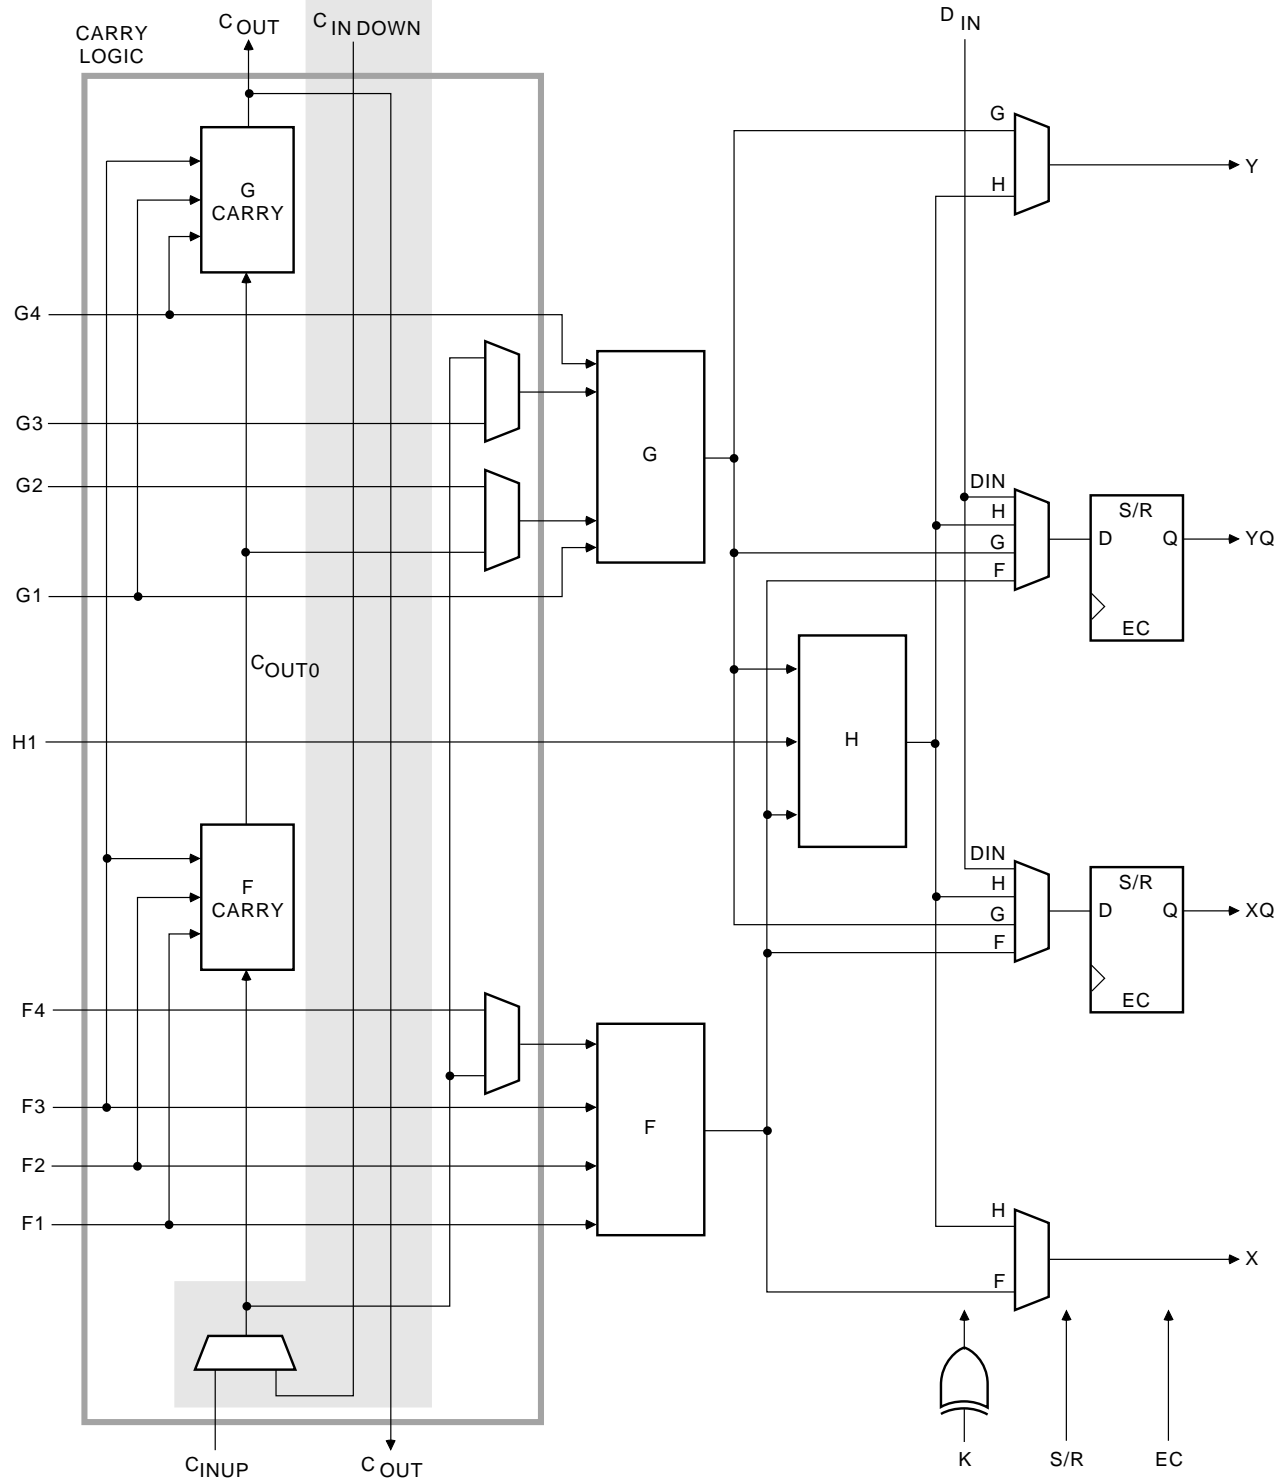 C OUT
C IN DOWN
D IN
CARRY
LOGIC
G
Y
H
G
CARRY
G4
G3
G2
G1
G
DIN
H
G
F
S/R
D
Q
EC
YQ
C OUT0
H1
H
DIN
H
G
F
S/R
D
Q
EC
XQ
F
CARRY
F4
F3
F2
F1
F
H
F
X
C INUP
C OUT
K
S/R
EC